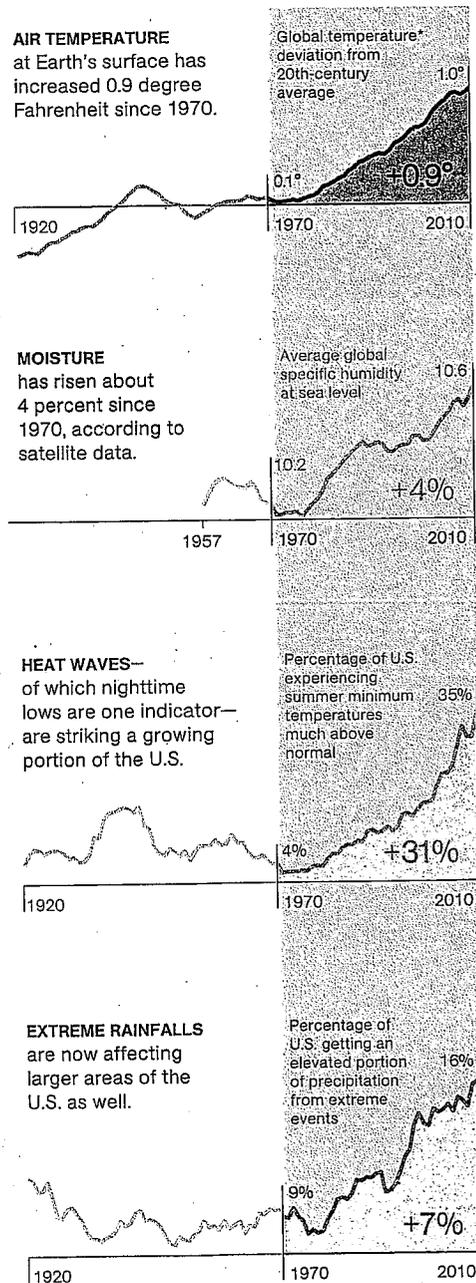 AIR TEMPERATURE
at Earth's surface has
increased 0.9 degree
Fahrenheit since 1970.
Global temperature*
deviation from
20th-century
average
1.0°
0.1°
+0.9°
1920
1970
2010
MOISTURE
has risen about
4 percent since
1970, according to
satellite data.
Average global
specific humidity
at sea level
10.6
10.2
+4%
1957
1970
2010
HEAT WAVES—
of which nighttime
lows are one indicator—
are striking a growing
portion of the U.S.
Percentage of U.S.
experiencing
summer minimum
temperatures
much above
normal
35%
4%
+31%
1920
1970
2010
EXTREME RAINFALLS
are now affecting
larger areas of the
U.S. as well.
Percentage of
U.S. getting an
elevated portion
of precipitation
from extreme
events
16%
9%
+7%
1920
1970
2010